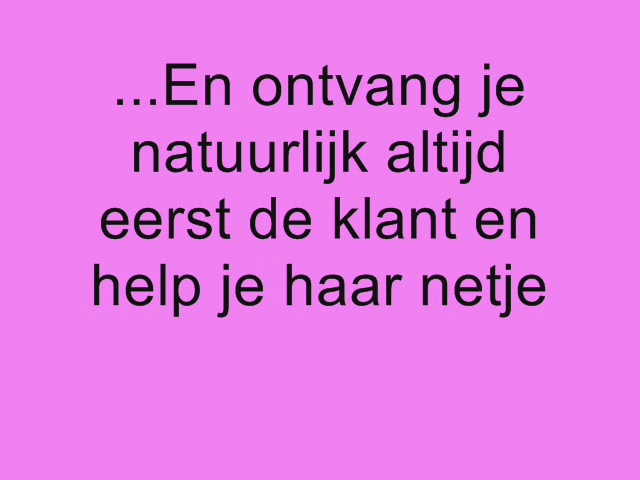 ...En ontvang je
natuurlijk altijd
eerst de klant en
help je haar netje